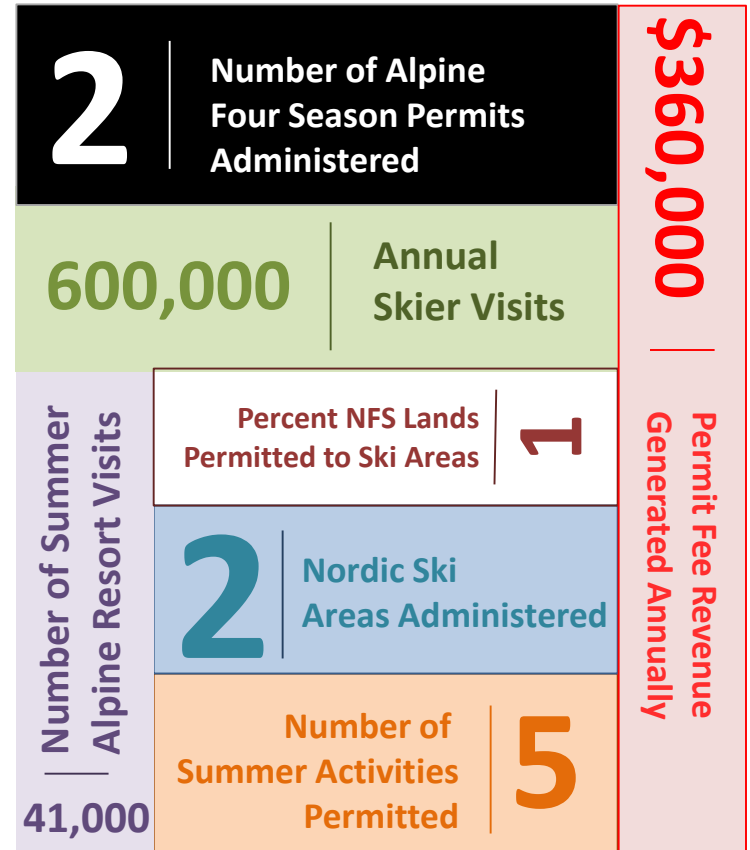 2
Number of Alpine
Four Season Permits
Administered
600,000
Annual
Skier Visits
Percent NFS Lands
Permitted to Ski Areas
1
2
Nordic Ski
Areas Administered
Number of
Summer Activities
Permitted
5
Number of Summer
Alpine Resort Visits
41,000
$360,000
Permit Fee Revenue
Generated Annually